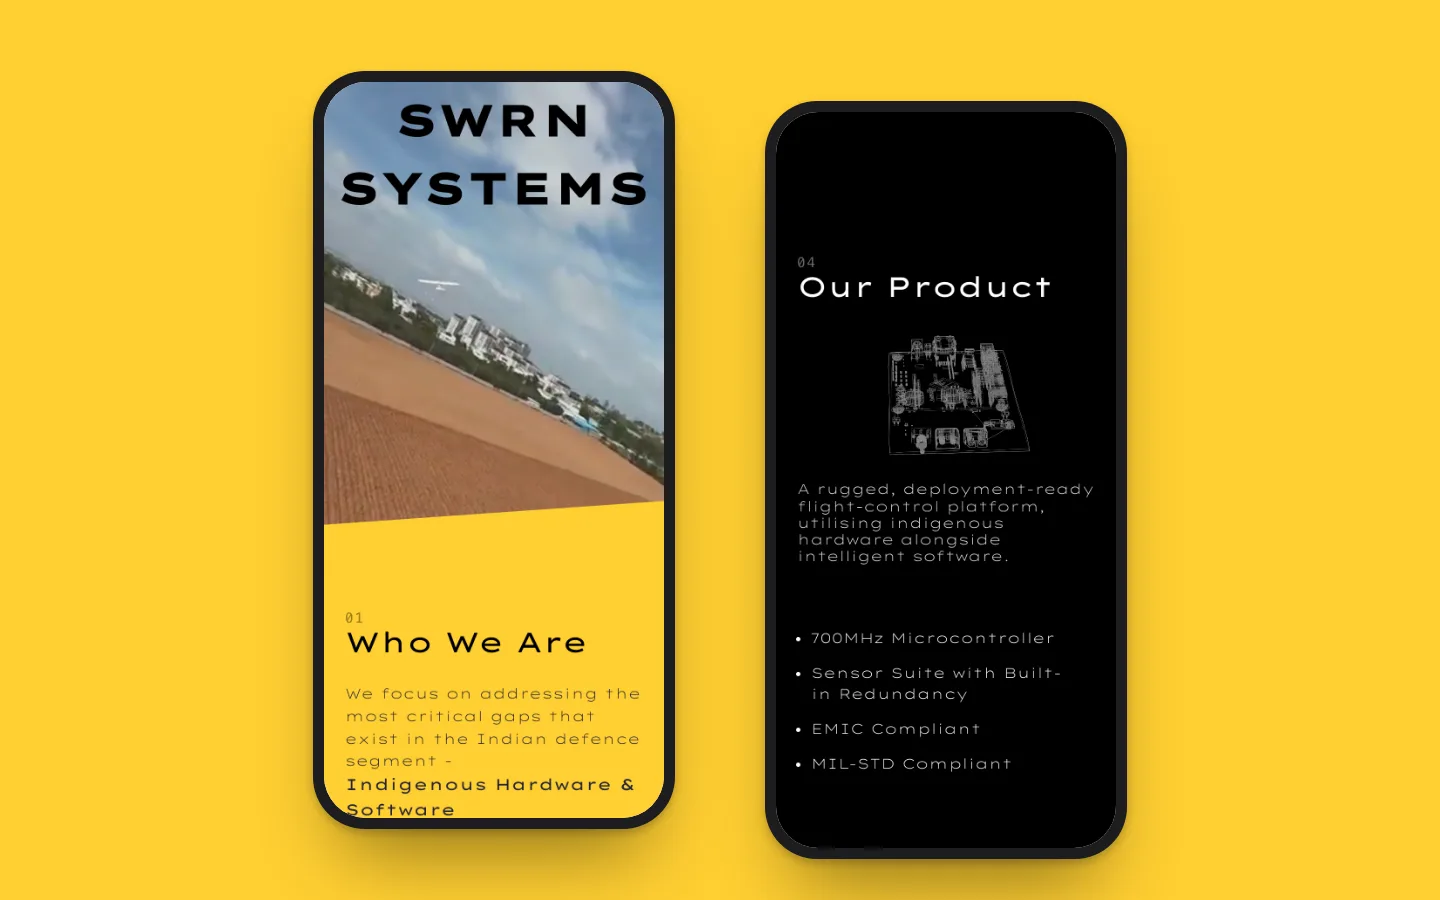 SWRN
SYSTEMS
01
Who We Are
We focus on addressing the
most critical gaps that
exist in the Indian defence
segment -
Indigenous Hardware &
Software
04
Our Product
A rugged, deployment-ready
flight-control platform,
utilising indigenous
hardware alongside
intelligent software.
• 700MHz Microcontroller
• Sensor Suite with Built-
in Redundancy
• EMIC Compliant
• MIL-STD Compliant